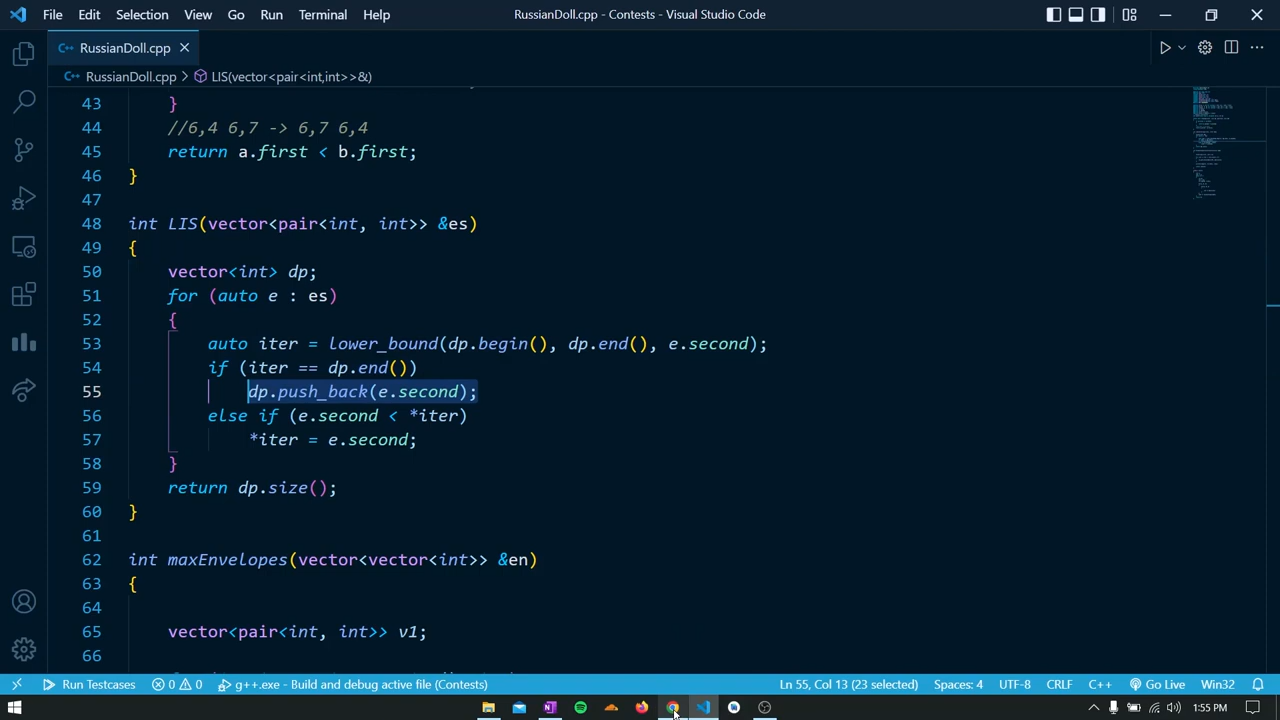 File Edit Selection View Go Run Terminal Help RussianDoll.cpp - Contests - Visual Studio Code
RussianDoll.cpp
RussianDoll.cpp > LIS(vector<pair<int,int>>&)
43 }
44 //6,4 6,7 -> 6,7 6,4
45 return a.first < b.first;
46 }
47
48 int LIS(vector<pair<int, int>> &es)
49 {
50 vector<int> dp;
51 for (auto e : es)
52 {
53 auto iter = lower_bound(dp.begin(), dp.end(), e.second);
54 if (iter == dp.end())
55 dp.push_back(e.second);
56 else if (e.second < *iter)
57 *iter = e.second;
58 }
59 return dp.size();
60 }
61
62 int maxEnvelopes(vector<vector<int>> &en)
63 {
64
65 vector<pair<int, int>> v1;
66
Run Testcases 0 0 g++.exe - Build and debug active file (Contests) Ln 55, Col 13 (23 selected) Spaces: 4 UTF-8 CRLF C++ Go Live Win32
1:55 PM